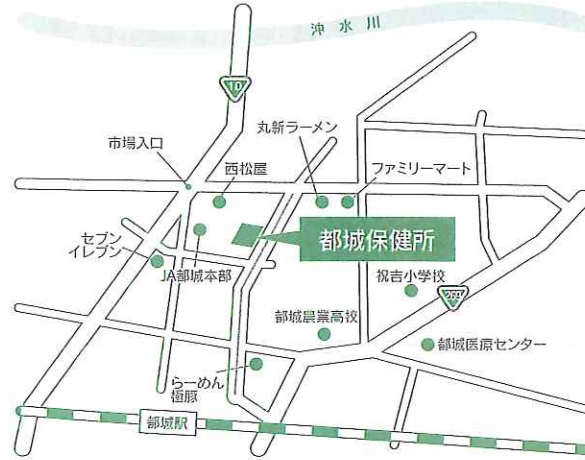 沖水川
10
市場入口
丸新ラーメン
西松屋
ファミリーマート
都城保健所
セブン
イレブン
JA都城本部
祝吉小学校
都城農業高校
都城医療センター
らーめん
極豚
都城駅